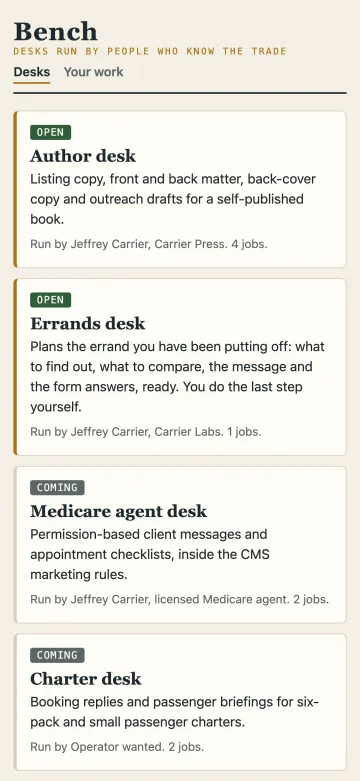 Bench
DESKS RUN BY PEOPLE WHO KNOW THE TRADE
Desks Your work
OPEN
Author desk
Listing copy, front and back matter, back-cover
copy and outreach drafts for a self-published
book.
Run by Jeffrey Carrier, Carrier Press. 4 jobs.
OPEN
Errands desk
Plans the errand you have been putting off: what
to find out, what to compare, the message and
the form answers, ready. You do the last step
yourself.
Run by Jeffrey Carrier, Carrier Labs. 1 jobs.
COMING
Medicare agent desk
Permission-based client messages and
appointment checklists, inside the CMS
marketing rules.
Run by Jeffrey Carrier, licensed Medicare agent. 2 jobs.
COMING
Charter desk
Booking replies and passenger briefings for six-
pack and small passenger charters.
Run by Operator wanted. 2 jobs.